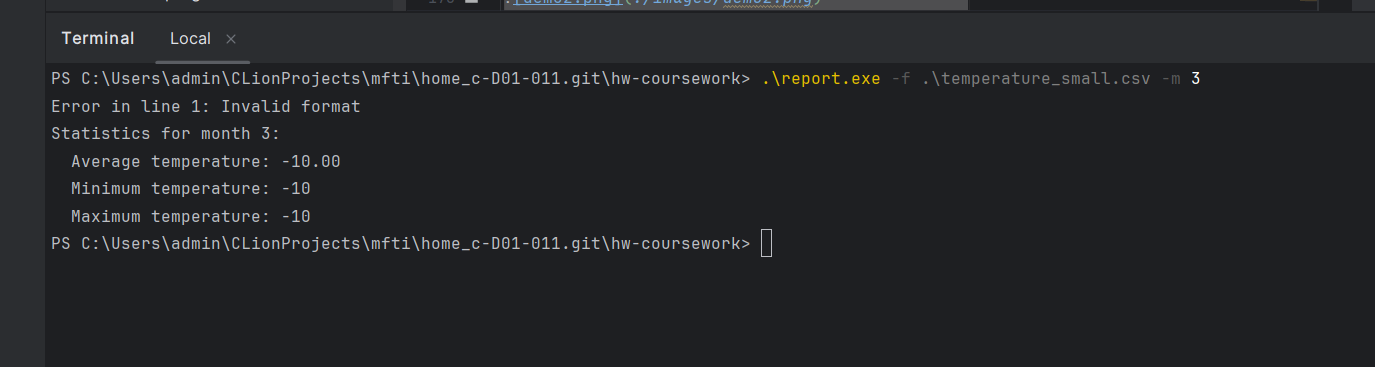 Terminal Local ×
PS C:\Users\admin\CLionProjects\mfti\home_c-D01-011.git\hw-coursework> .\report.exe -f .\temperature_small.csv -m 3
Error in line 1: Invalid format
Statistics for month 3:
  Average temperature: -10.00
  Minimum temperature: -10
  Maximum temperature: -10
PS C:\Users\admin\CLionProjects\mfti\home_c-D01-011.git\hw-coursework>